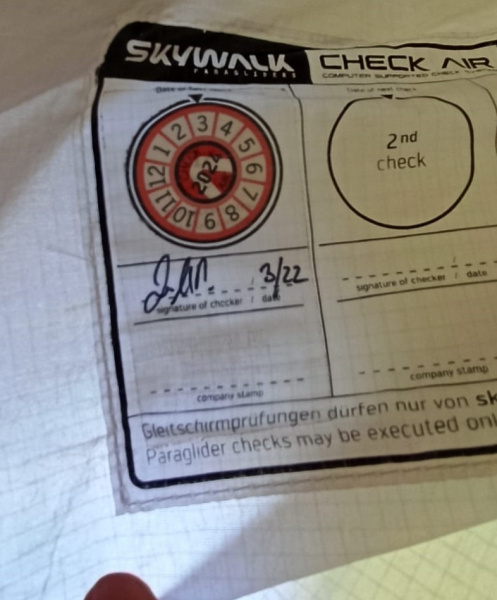 SKYWALK
PARAGLIDERS
CHECK AIR
COMPUTER SUPPORTED CHECK
Date of next check
1 2 3 4 5 6 7 8 9 10 11 12
2024
2nd
check
3/22
signature of checker / date
signature of checker / date
company stamp
company stamp
Gleitschirmprüfungen dürfen nur von sk
Paraglider checks may be executed onl